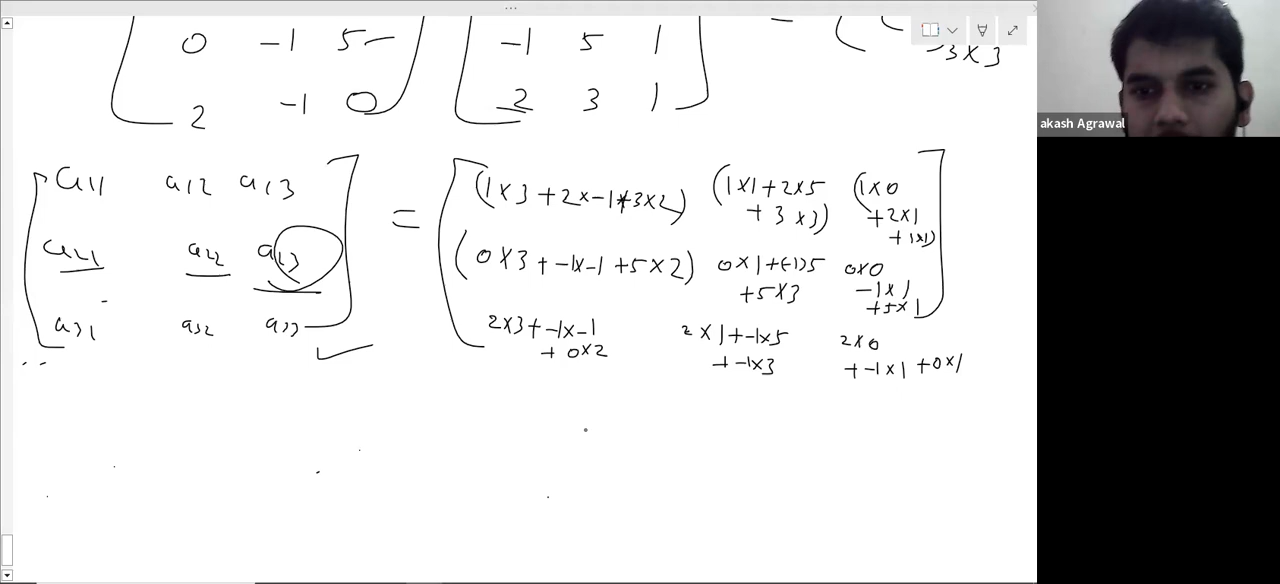 0 -1 5
-1 5 1
3x3
2 -1 0
2 3 1
a11 a12 a13
= (1x3 + 2x-1+3x2) (1x1+2x5 + 3x3) (1x0 +2x1 +1x1)
a21 a22 a23
(0x3 + -1x-1 +5x2) 0x1+(-1)5 +5x3 0x0 -1x1 +5x1
a31 a32 a33
2x3+-1x-1 + 0x2 2x1+-1x5 + -1x3 2x0 + -1x1 +0x1
akash Agrawal